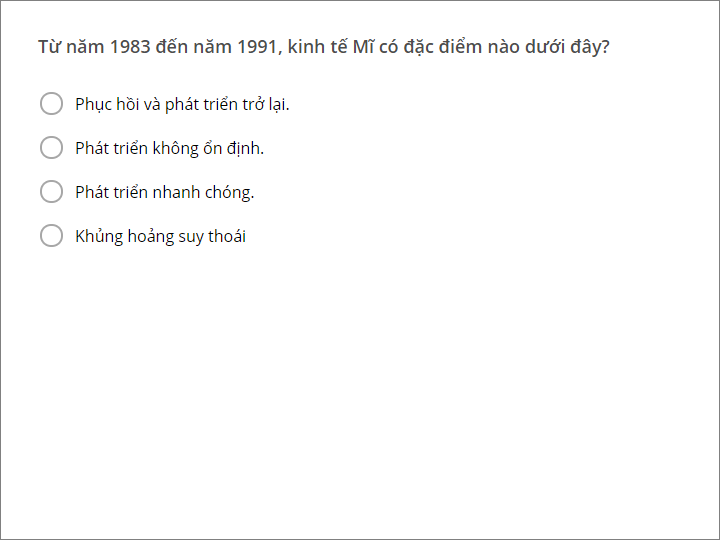 Từ năm 1983 đến năm 1991, kinh tế Mĩ có đặc điểm nào dưới đây?
Phục hồi và phát triển trở lại.
Phát triển không ổn định.
Phát triển nhanh chóng.
Khủng hoảng suy thoái